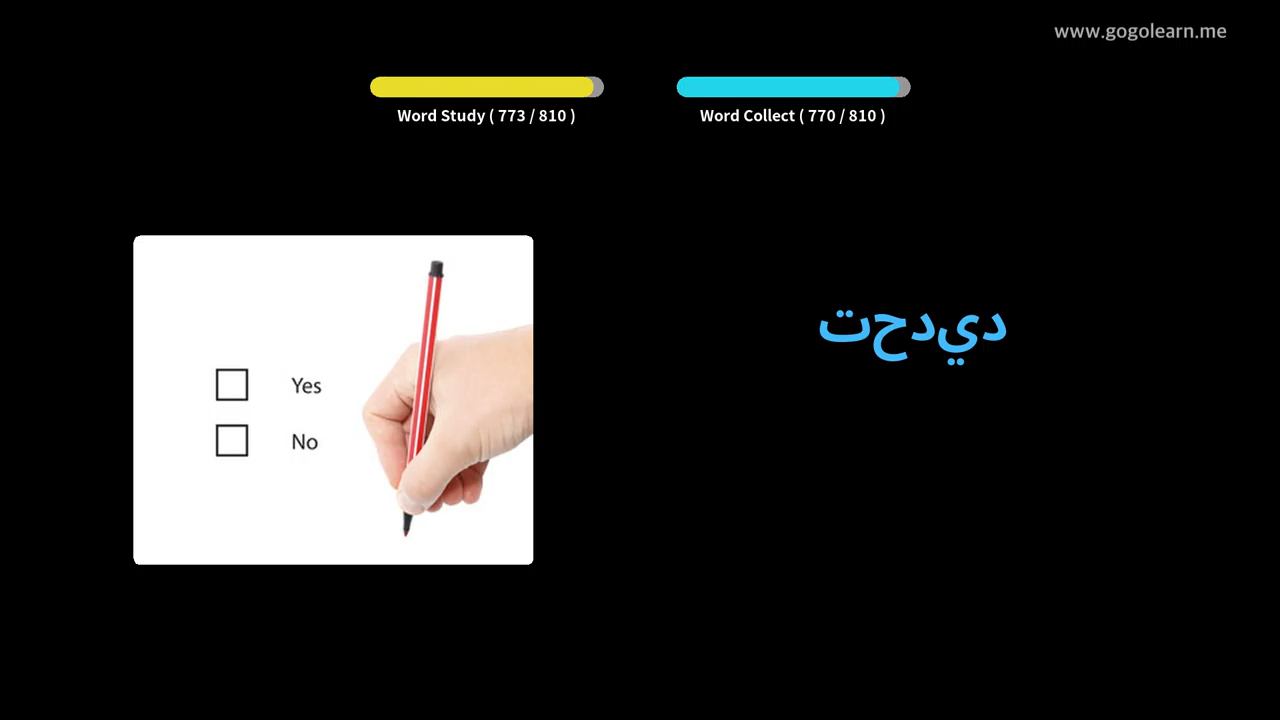 www.gogolearn.me
Word Study ( 773 / 810 )
Word Collect ( 770 / 810 )
Yes
No
تحديد